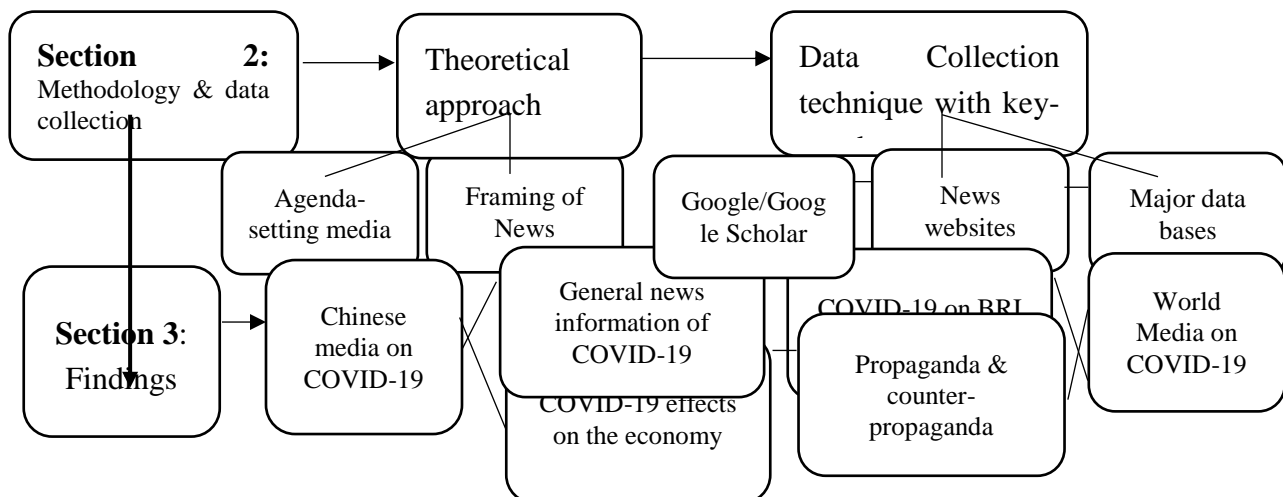 Section 2:
Methodology & data
collection
Theoretical
approach
Data Collection
technique with key-
Agenda-
setting media
Framing of
News
Google/Goog
le Scholar
News
websites
Major data
bases
Section 3:
Findings
Chinese
media on
COVID-19
General news
information of
COVID-19
COVID-19 effects
on the economy
COVID-19 on BRI
Propaganda &
counter-
propaganda
World
Media on
COVID-19